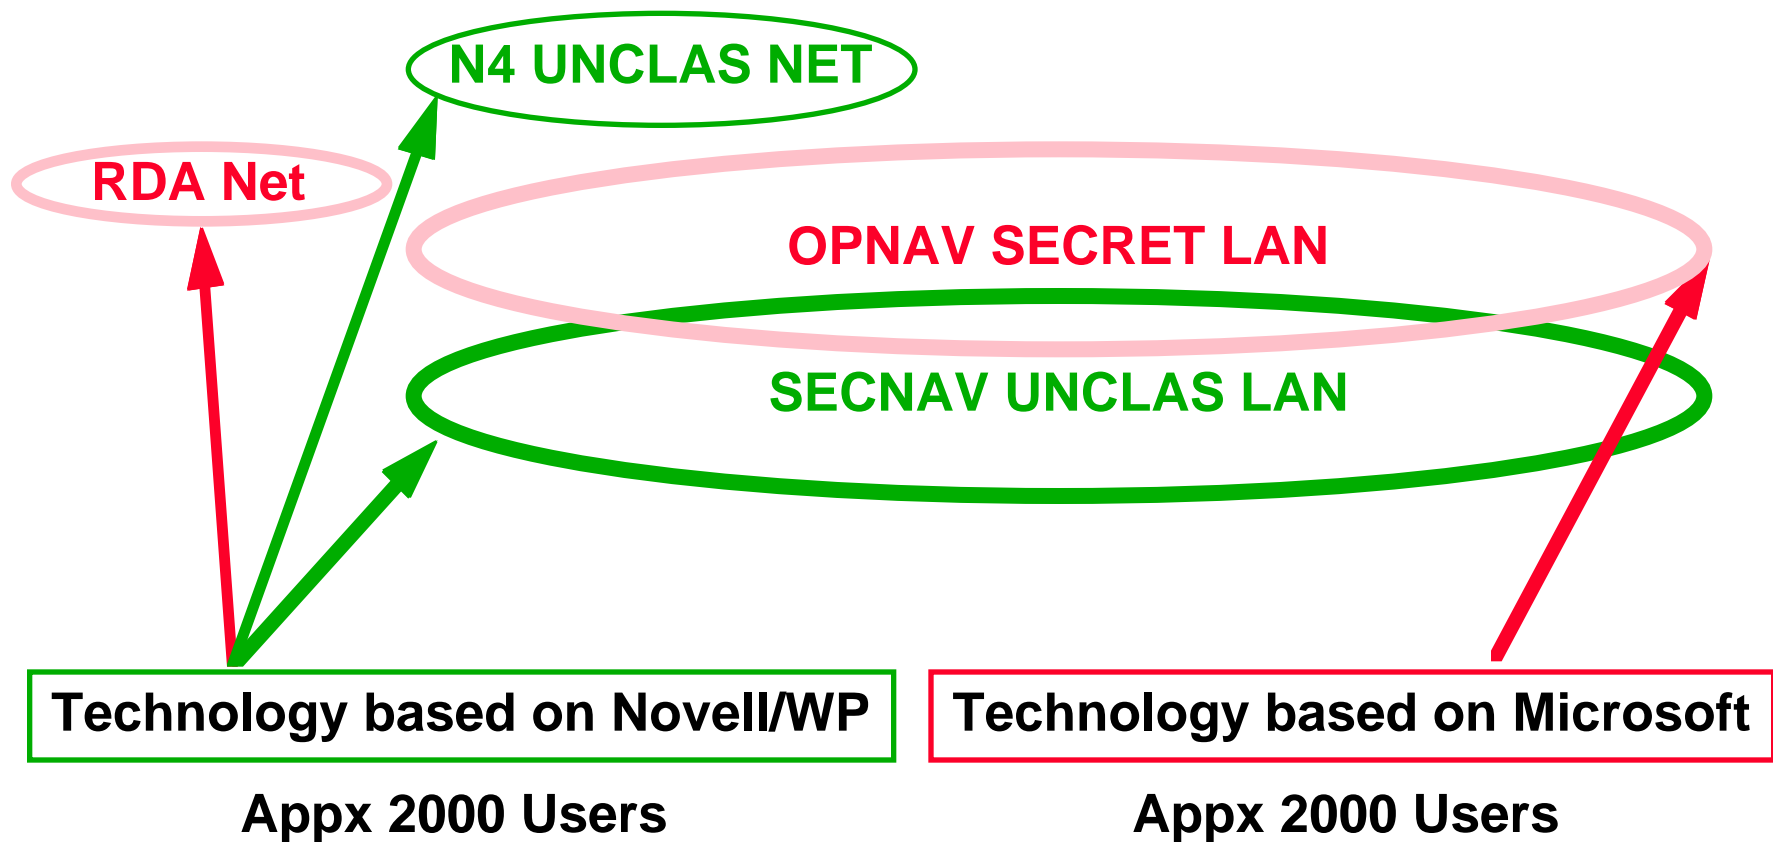 N4 UNCLAS NET
RDA Net
OPNAV SECRET LAN
SECNAV UNCLAS LAN
Technology based on Novell/WP
Technology based on Microsoft
Appx 2000 Users
Appx 2000 Users